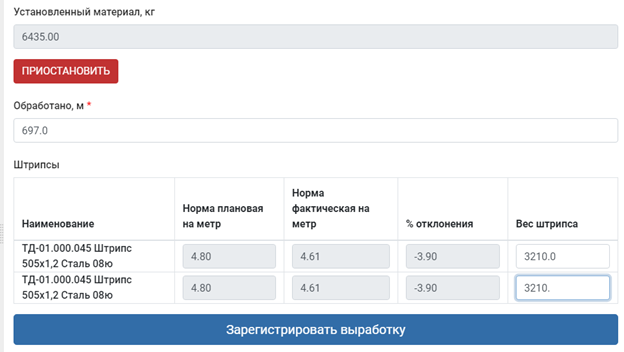 Установленный материал, кг
6435.00
ПРИОСТАНОВИТЬ
Обработано, м *
697.0
Штрипсы
Наименование
Норма плановая
на метр
Норма
фактическая на
метр
% отклонения
Вес штрипса
ТД-01.000.045 Штрипс
505х1,2 Сталь 08ю
4.80
4.61
-3.90
3210.0
ТД-01.000.045 Штрипс
505х1,2 Сталь 08ю
4.80
4.61
-3.90
3210.
Зарегистрировать выработку